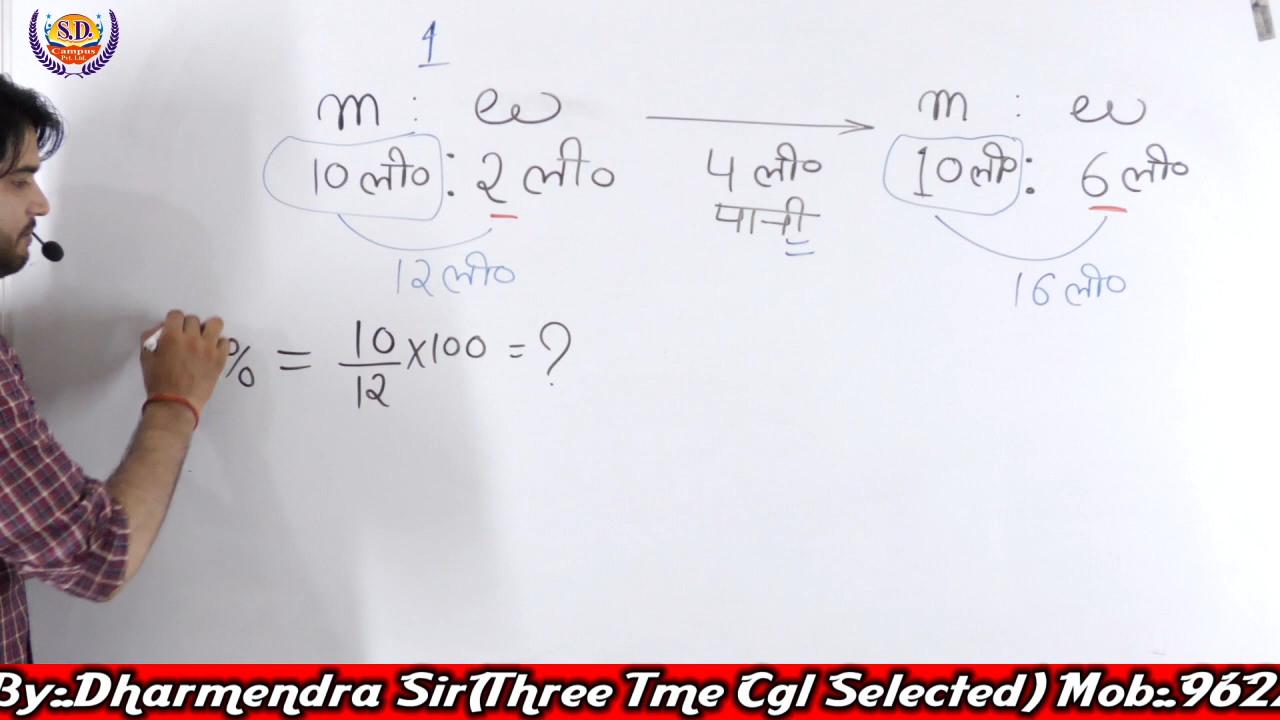 S.D.
Campus
Pvt. Ltd.
1
m : w
10 ली० : 2 ली०
12 ली०
4 ली०
पानी
m : w
10 ली० : 6 ली०
16 ली०
% = 10/12 × 100 = ?
By:.Dharmendra Sir(Three Tme Cgl Selected) Mob:.962